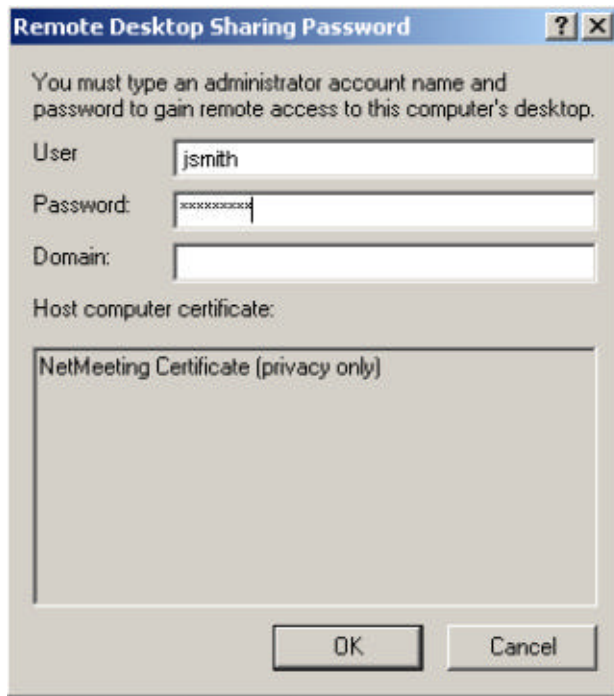 Remote Desktop Sharing Password
You must type an administrator account name and
password to gain remote access to this computer's desktop.
User
jsmith
Password:
×××××××××
Domain:
Host computer certificate:
NetMeeting Certificate (privacy only)
OK
Cancel